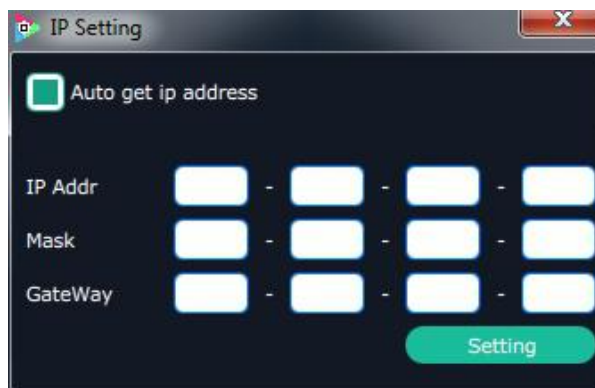 IP Setting
Auto get ip address
IP Addr - - -
Mask - - -
GateWay - - -
Setting